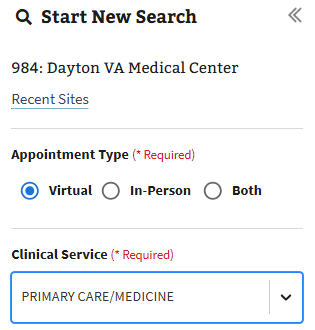 Start New Search
984: Dayton VA Medical Center
Recent Sites
Appointment Type (* Required)
Virtual In-Person Both
Clinical Service (* Required)
PRIMARY CARE/MEDICINE